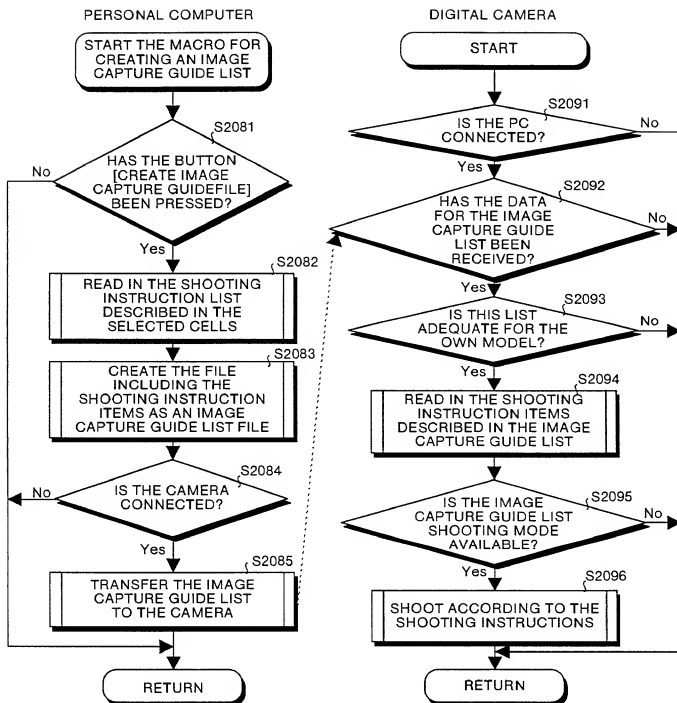 PERSONAL COMPUTER
START THE MACRO FOR
CREATING AN IMAGE
CAPTURE GUIDE LIST
S2081
No
HAS THE BUTTON
[CREATE IMAGE
CAPTURE GUIDEFILE]
BEEN PRESSED?
Yes
S2082
READ IN THE SHOOTING
INSTRUCTION LIST
DESCRIBED IN THE
SELECTED CELLS
S2083
CREATE THE FILE
INCLUDING THE
SHOOTING INSTRUCTION
ITEMS AS AN IMAGE
CAPTURE GUIDE LIST FILE
S2084
No
IS THE CAMERA
CONNECTED?
Yes
S2085
TRANSFER THE IMAGE
CAPTURE GUIDE LIST
TO THE CAMERA
RETURN
DIGITAL CAMERA
START
S2091
IS THE PC
CONNECTED?
No
Yes
S2092
HAS THE DATA
FOR THE IMAGE
CAPTURE GUIDE
LIST BEEN
RECEIVED?
No
Yes
S2093
IS THIS LIST
ADEQUATE FOR THE
OWN MODEL?
No
Yes
S2094
READ IN THE SHOOTING
INSTRUCTION ITEMS
DESCRIBED IN THE IMAGE
CAPTURE GUIDE LIST
S2095
IS THE IMAGE
CAPTURE GUIDE LIST
SHOOTING MODE
AVAILABLE?
No
Yes
S2096
SHOOT ACCORDING TO THE
SHOOTING INSTRUCTIONS
RETURN